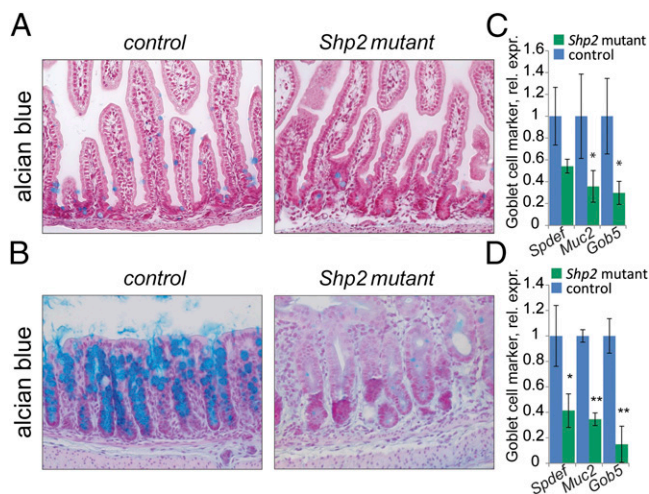 A
control
Shp2 mutant
alcian blue
B
control
Shp2 mutant
alcian blue
C
Goblet cell marker, rel. expr.
Shp2 mutant
control
1.6
1.4
1.2
1
0.8
0.6
0.4
0.2
0
*
*
Spdef
Muc2
Gob5
D
Goblet cell marker, rel. expr.
Shp2 mutant
control
1.4
1.2
1
0.8
0.6
0.4
0.2
0
*
**
**
Spdef
Muc2
Gob5